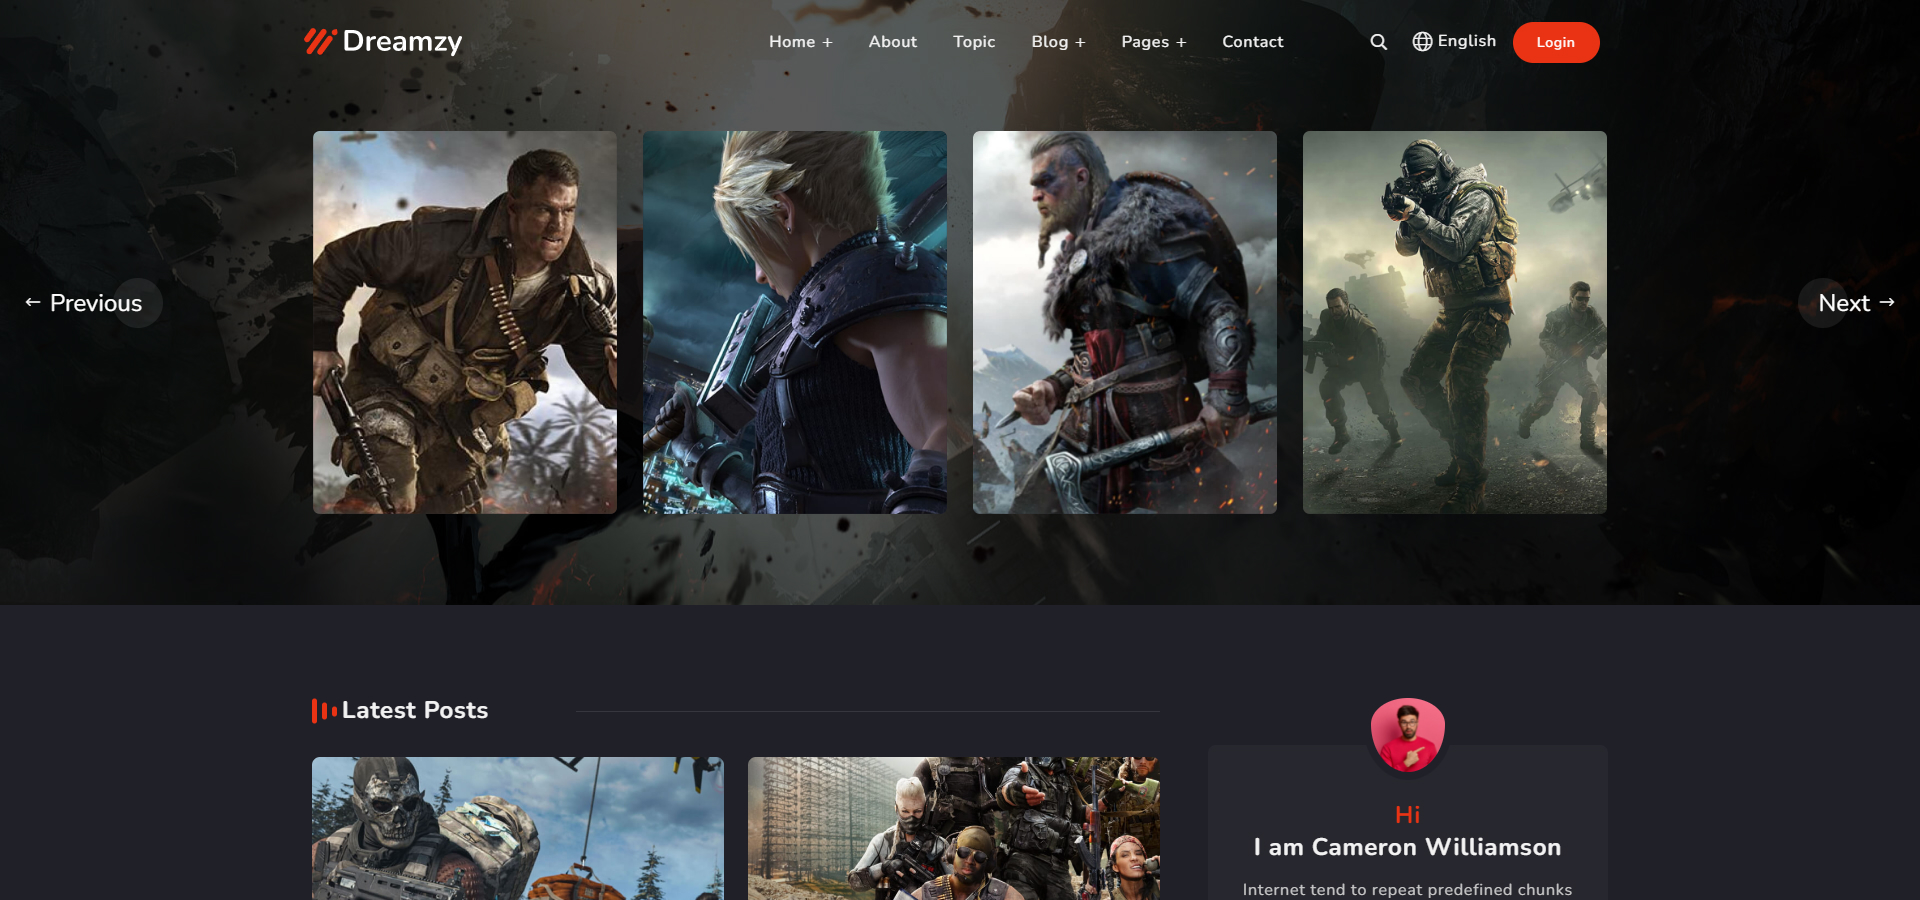 Dreamzy
Home +
About
Topic
Blog +
Pages +
Contact
English
Login
← Previous
Next →
Latest Posts
Hi
I am Cameron Williamson
Internet tend to repeat predefined chunks